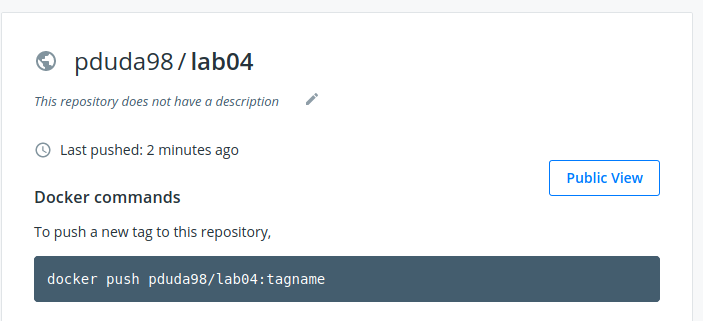 pduda98/lab04
This repository does not have a description
Last pushed: 2 minutes ago
Public View
Docker commands
To push a new tag to this repository,
docker push pduda98/lab04:tagname